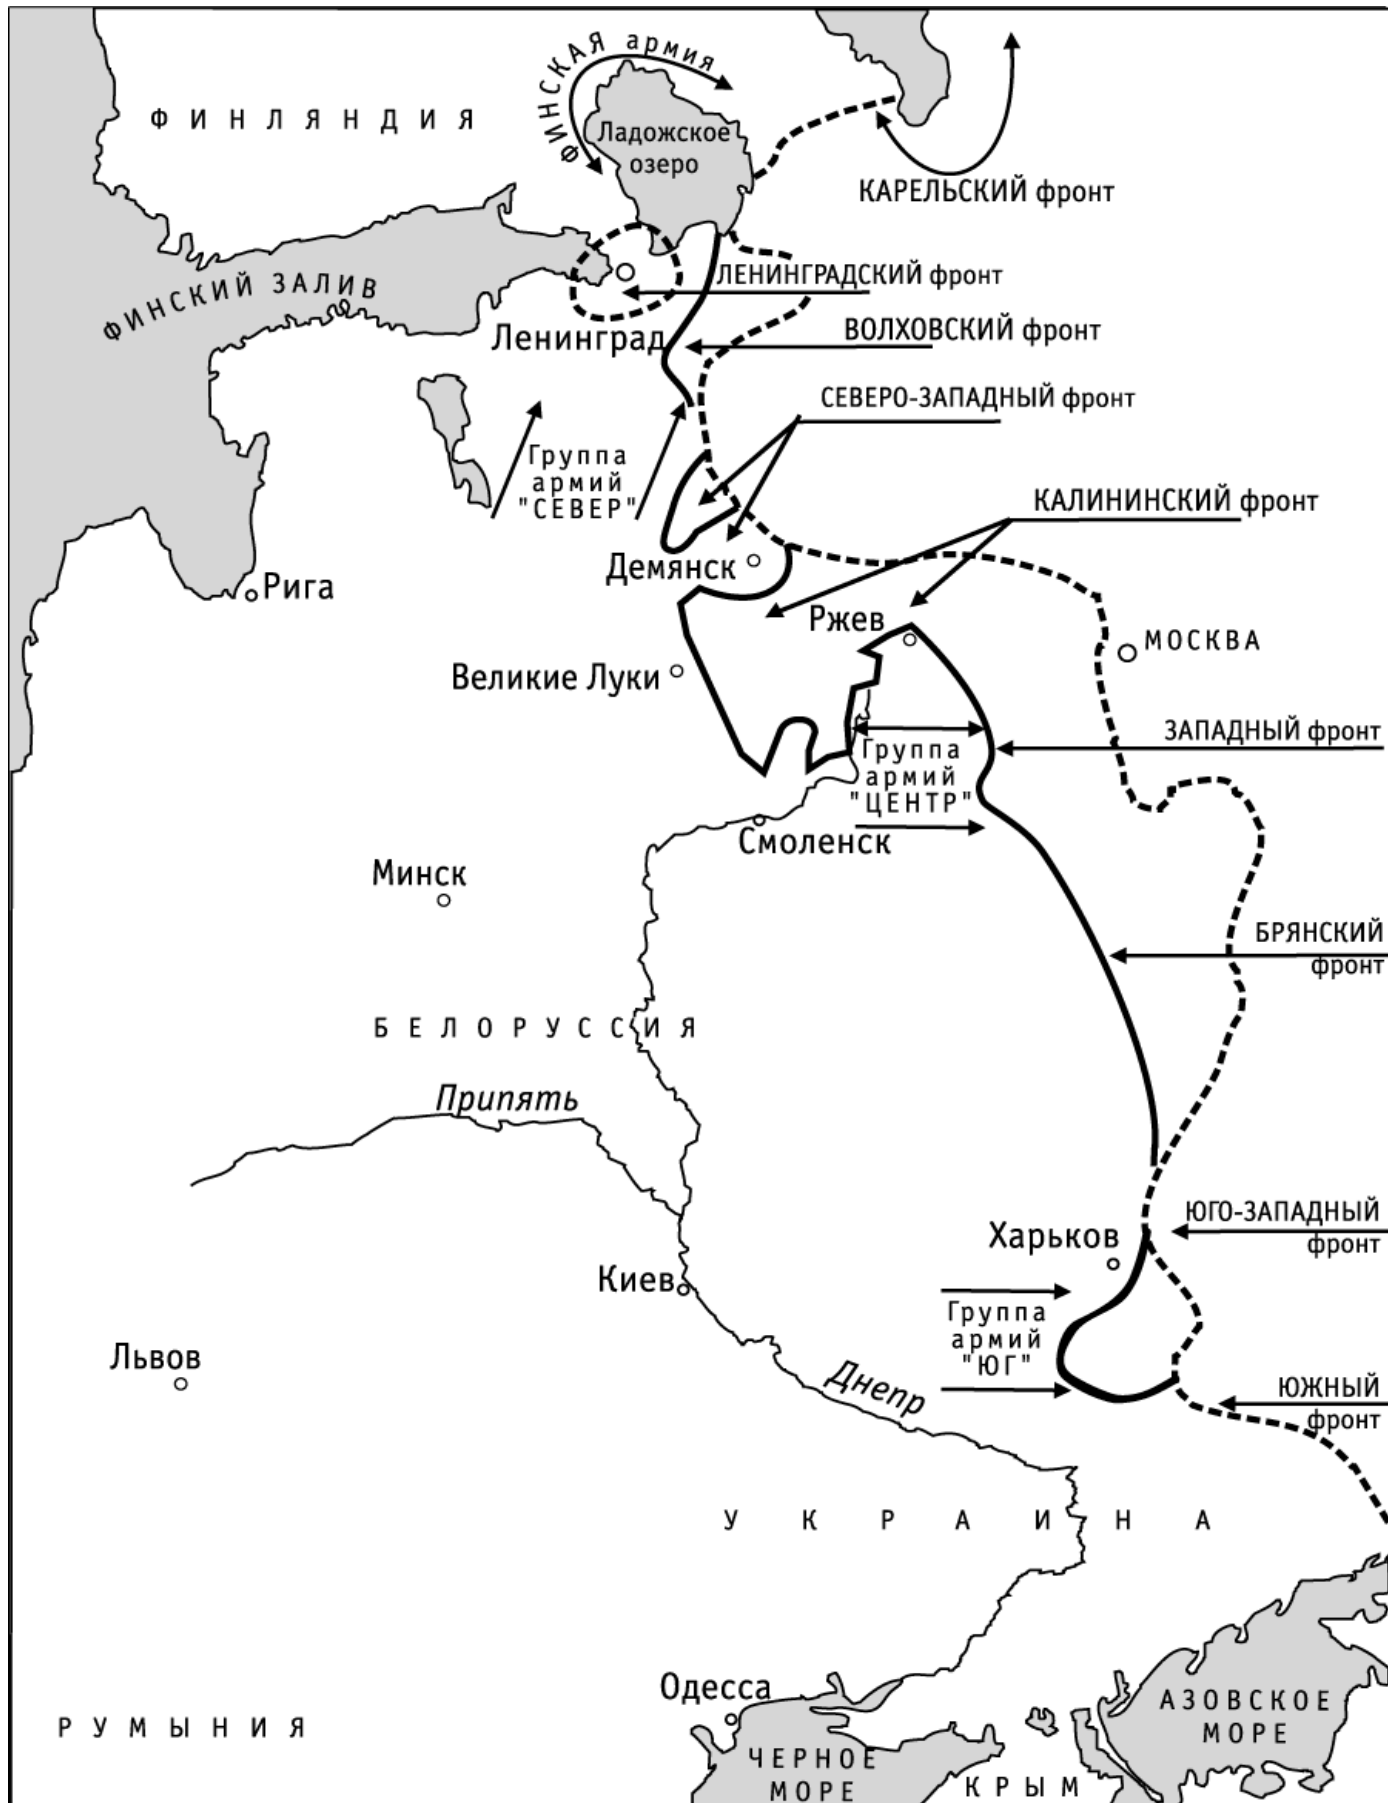 ФИНСКАЯ армия
ФИНЛЯНДИЯ
Ладожское
озеро
КАРЕЛЬСКИЙ фронт
ФИНСКИЙ ЗАЛИВ
ЛЕНИНГРАДСКИЙ фронт
Ленинград
ВОЛХОВСКИЙ фронт
СЕВЕРО-ЗАПАДНЫЙ фронт
Группа
армий
"СЕВЕР"
КАЛИНИНСКИЙ фронт
Демянск
Рига
Ржев
МОСКВА
Великие Луки
ЗАПАДНЫЙ фронт
Группа
армий
"ЦЕНТР"
Смоленск
Минск
БРЯНСКИЙ
фронт
БЕЛОРУССИЯ
Припять
ЮГО-ЗАПАДНЫЙ
фронт
Харьков
Киев
Группа
армий
"ЮГ"
Львов
Днепр
ЮЖНЫЙ
фронт
УКРАИНА
Одесса
АЗОВСКОЕ
МОРЕ
РУМЫНИЯ
ЧЕРНОЕ
МОРЕ
КРЫМ